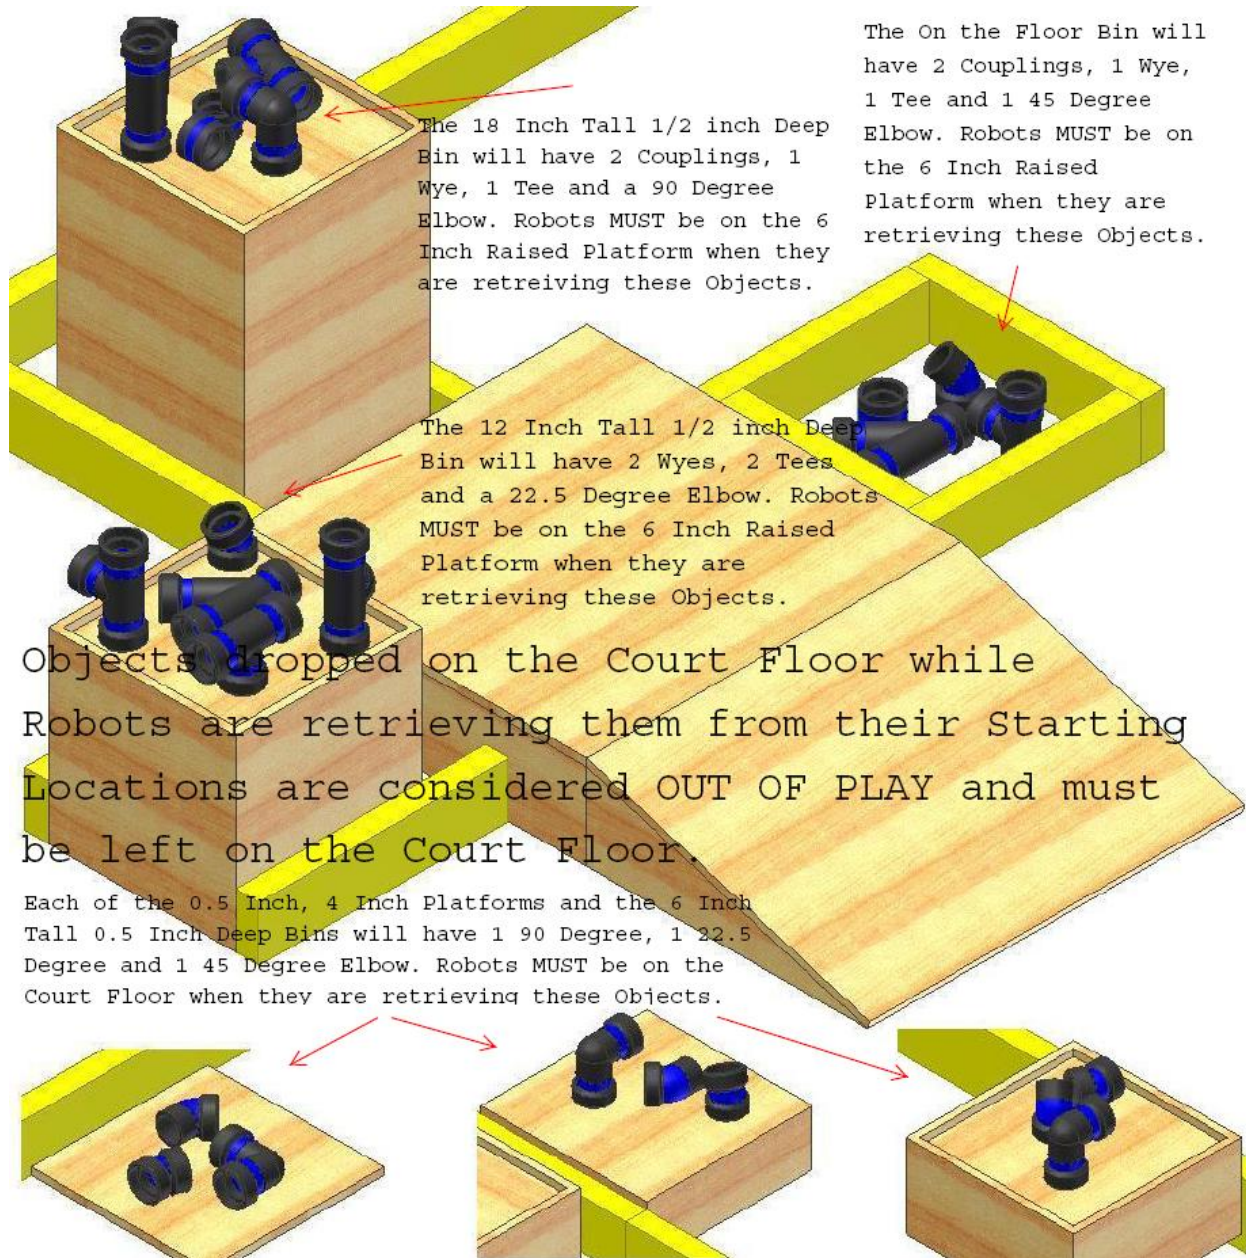 The On the Floor Bin will
have 2 Couplings, 1 Wye,
1 Tee and 1 45 Degree
Elbow. Robots MUST be on
the 6 Inch Raised
Platform when they are
retrieving these Objects.
The 18 Inch Tall 1/2 inch Deep
Bin will have 2 Couplings, 1
Wye, 1 Tee and a 90 Degree
Elbow. Robots MUST be on the 6
Inch Raised Platform when they
are retreiving these Objects.
The 12 Inch Tall 1/2 inch Deep
Bin will have 2 Wyes, 2 Tees
and a 22.5 Degree Elbow. Robots
MUST be on the 6 Inch Raised
Platform when they are
retrieving these Objects.
Objects dropped on the Court Floor while
Robots are retrieving them from their Starting
Locations are considered OUT OF PLAY and must
be left on the Court Floor.
Each of the 0.5 Inch, 4 Inch Platforms and the 6 Inch
Tall 0.5 Inch Deep Bins will have 1 90 Degree, 1 22.5
Degree and 1 45 Degree Elbow. Robots MUST be on the
Court Floor when they are retrieving these Objects.